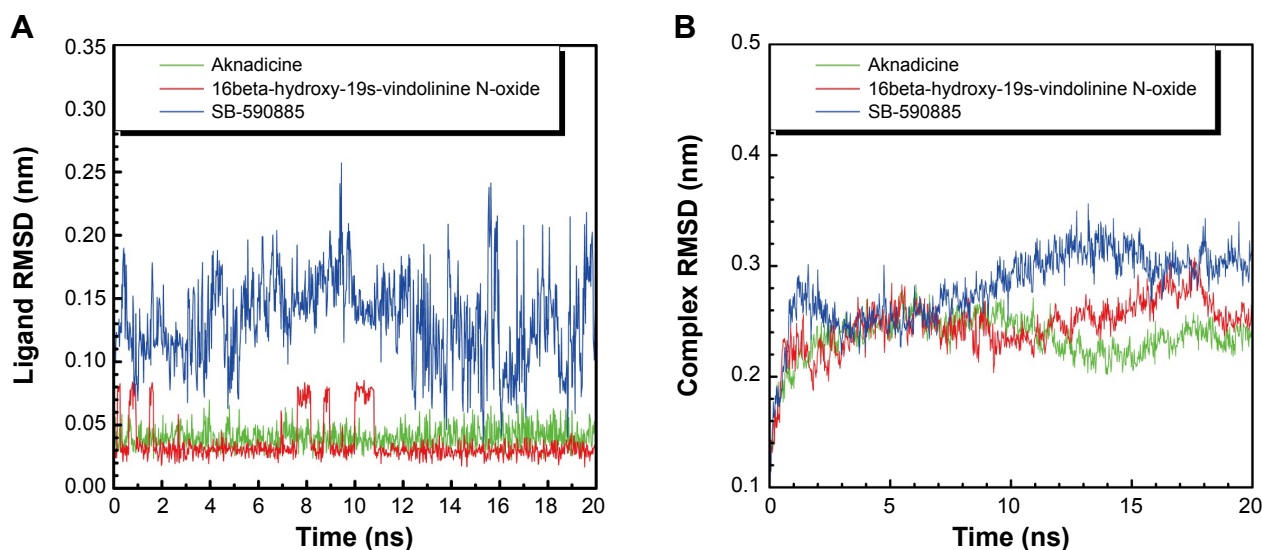 A
Ligand RMSD (nm)
0.35
0.30
0.25
0.20
0.15
0.10
0.05
0.00
Aknadicine
16beta-hydroxy-19s-vindolinine N-oxide
SB-590885
0 2 4 6 8 10 12 14 16 18 20
Time (ns)
B
Complex RMSD (nm)
0.5
0.4
0.3
0.2
0.1
Aknadicine
16beta-hydroxy-19s-vindolinine N-oxide
SB-590885
0 5 10 15 20
Time (ns)